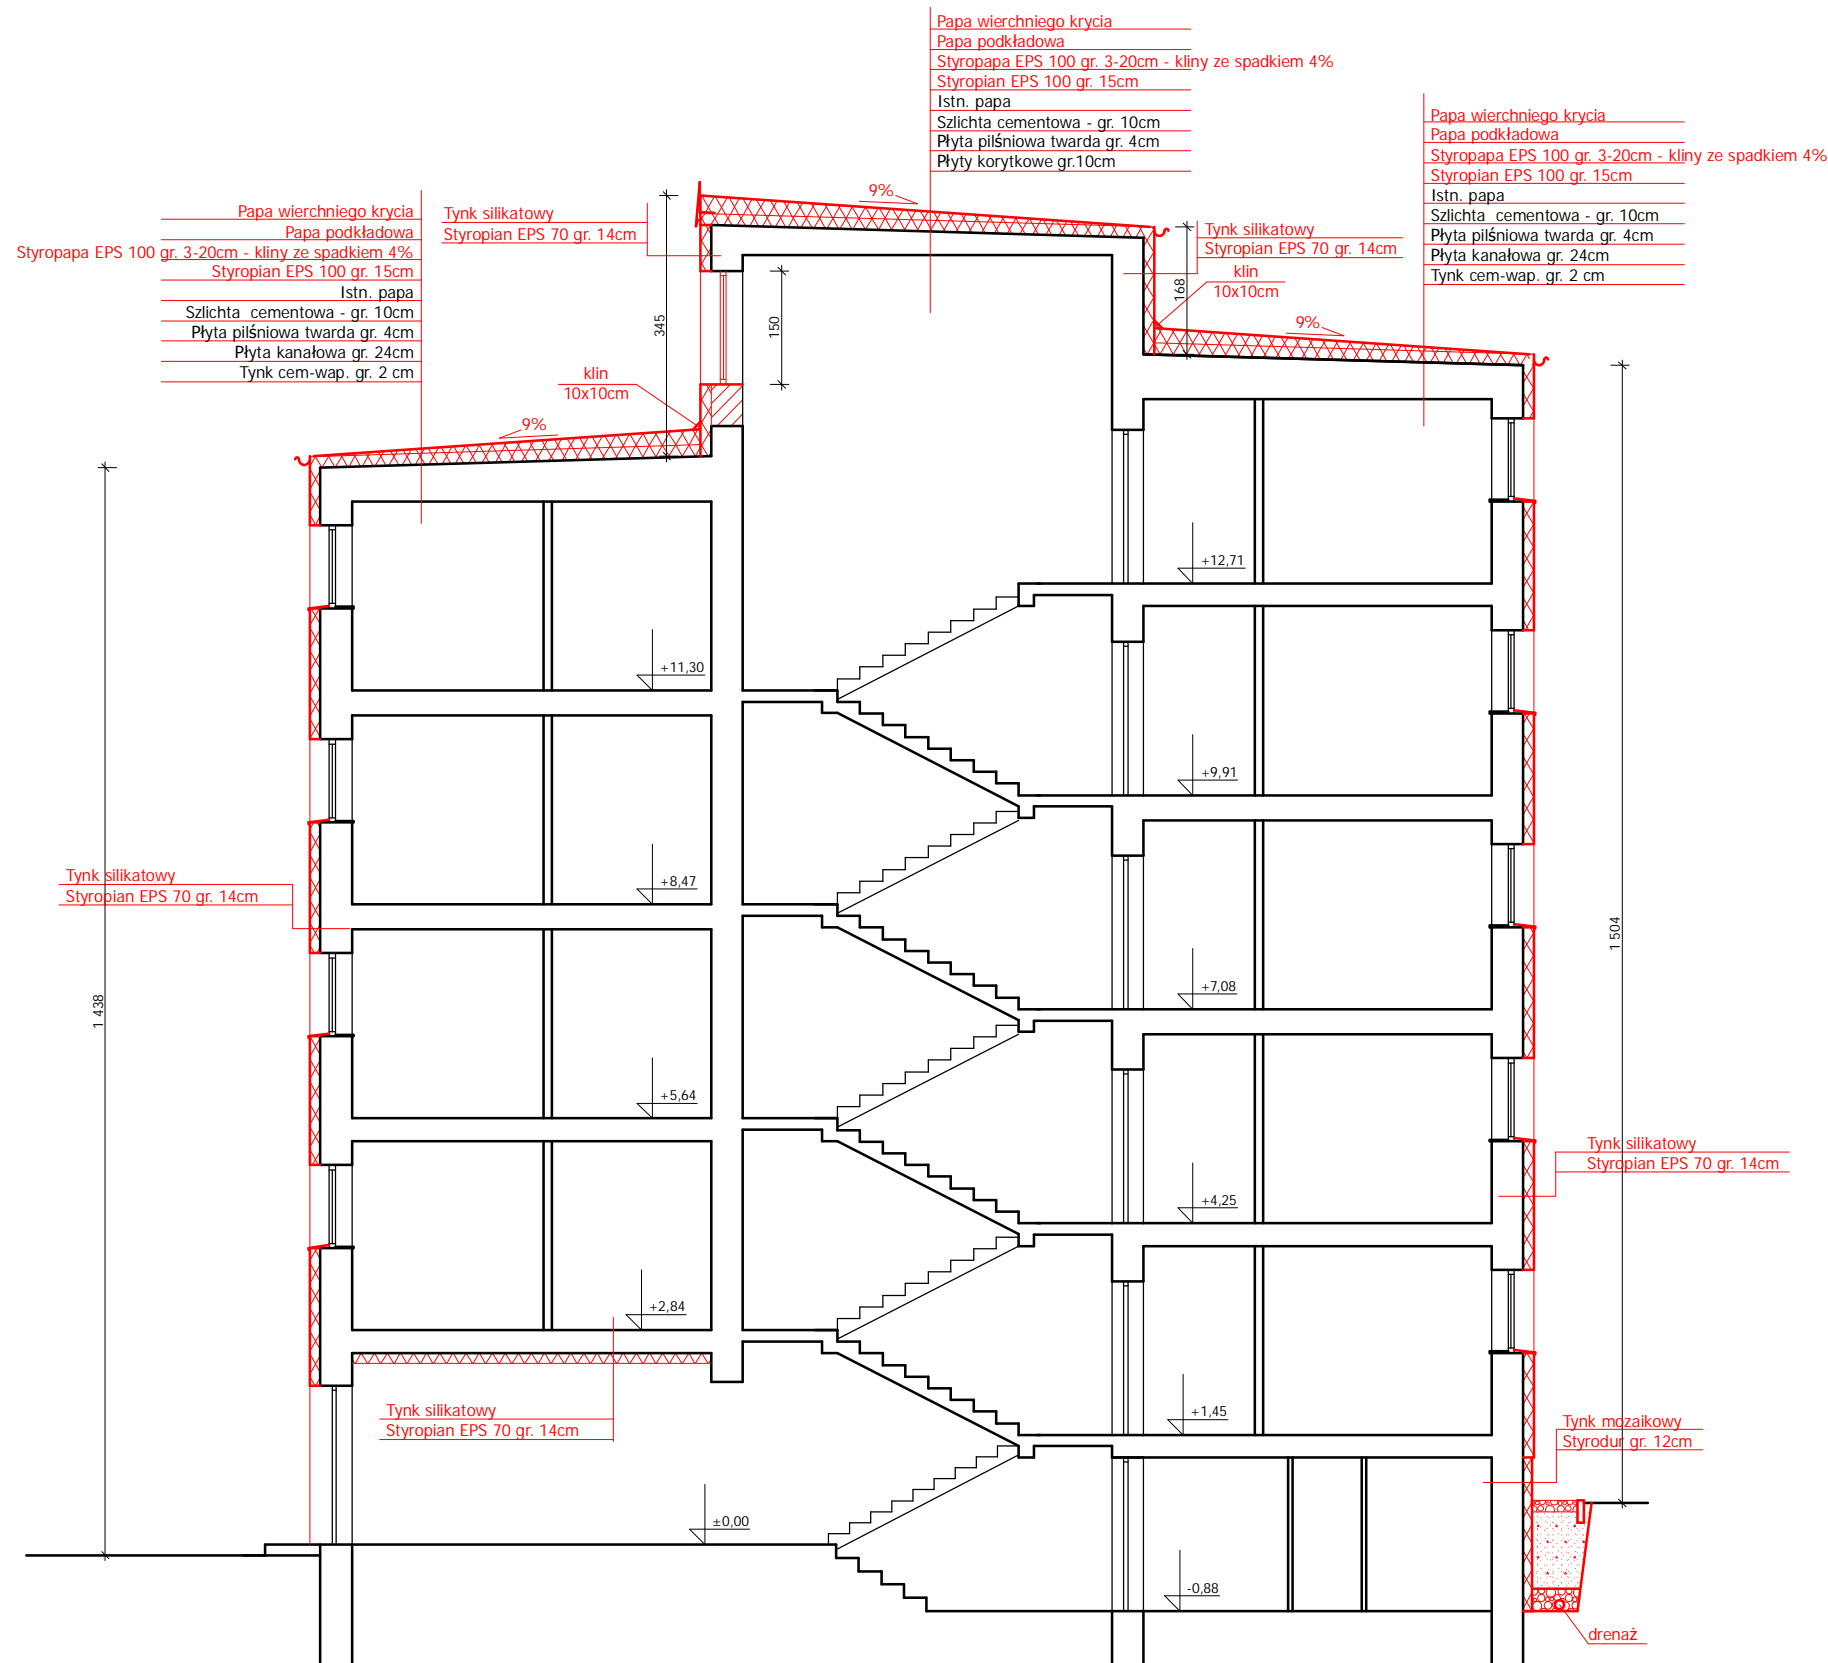 Papa wierchniego krycia
Papa podkładowa
Styropapa EPS 100 gr. 3-20cm - kliny ze spadkiem 4%
Styropian EPS 100 gr. 15cm
Istn. papa
Szlichta cementowa - gr. 10cm
Płyta pilśniowa twarda gr. 4cm
Płyty korytkowe gr.10cm
Papa wierchniego krycia
Papa podkładowa
Styropapa EPS 100 gr. 3-20cm - kliny ze spadkiem 4%
Styropian EPS 100 gr. 15cm
Istn. papa
Szlichta cementowa - gr. 10cm
Płyta pilśniowa twarda gr. 4cm
Płyta kanałowa gr. 24cm
Tynk cem-wap. gr. 2 cm
Papa wierchniego krycia
Papa podkładowa
Styropapa EPS 100 gr. 3-20cm - kliny ze spadkiem 4%
Styropian EPS 100 gr. 15cm
Istn. papa
Szlichta cementowa - gr. 10cm
Płyta pilśniowa twarda gr. 4cm
Płyta kanałowa gr. 24cm
Tynk cem-wap. gr. 2 cm
Tynk silikatowy
Styropian EPS 70 gr. 14cm
9%
Tynk silikatowy
Styropian EPS 70 gr. 14cm
klin
10x10cm
168
345
150
9%
klin
10x10cm
9%
+12,71
+11,30
+9,91
Tynk silikatowy
Styropian EPS 70 gr. 14cm
+8,47
1 504
+7,08
1 438
+5,64
Tynk silikatowy
Styropian EPS 70 gr. 14cm
+4,25
+2,84
Tynk silikatowy
Styropian EPS 70 gr. 14cm
+1,45
Tynk mozaikowy
Styrodur gr. 12cm
±0,00
-0,88
drenaż